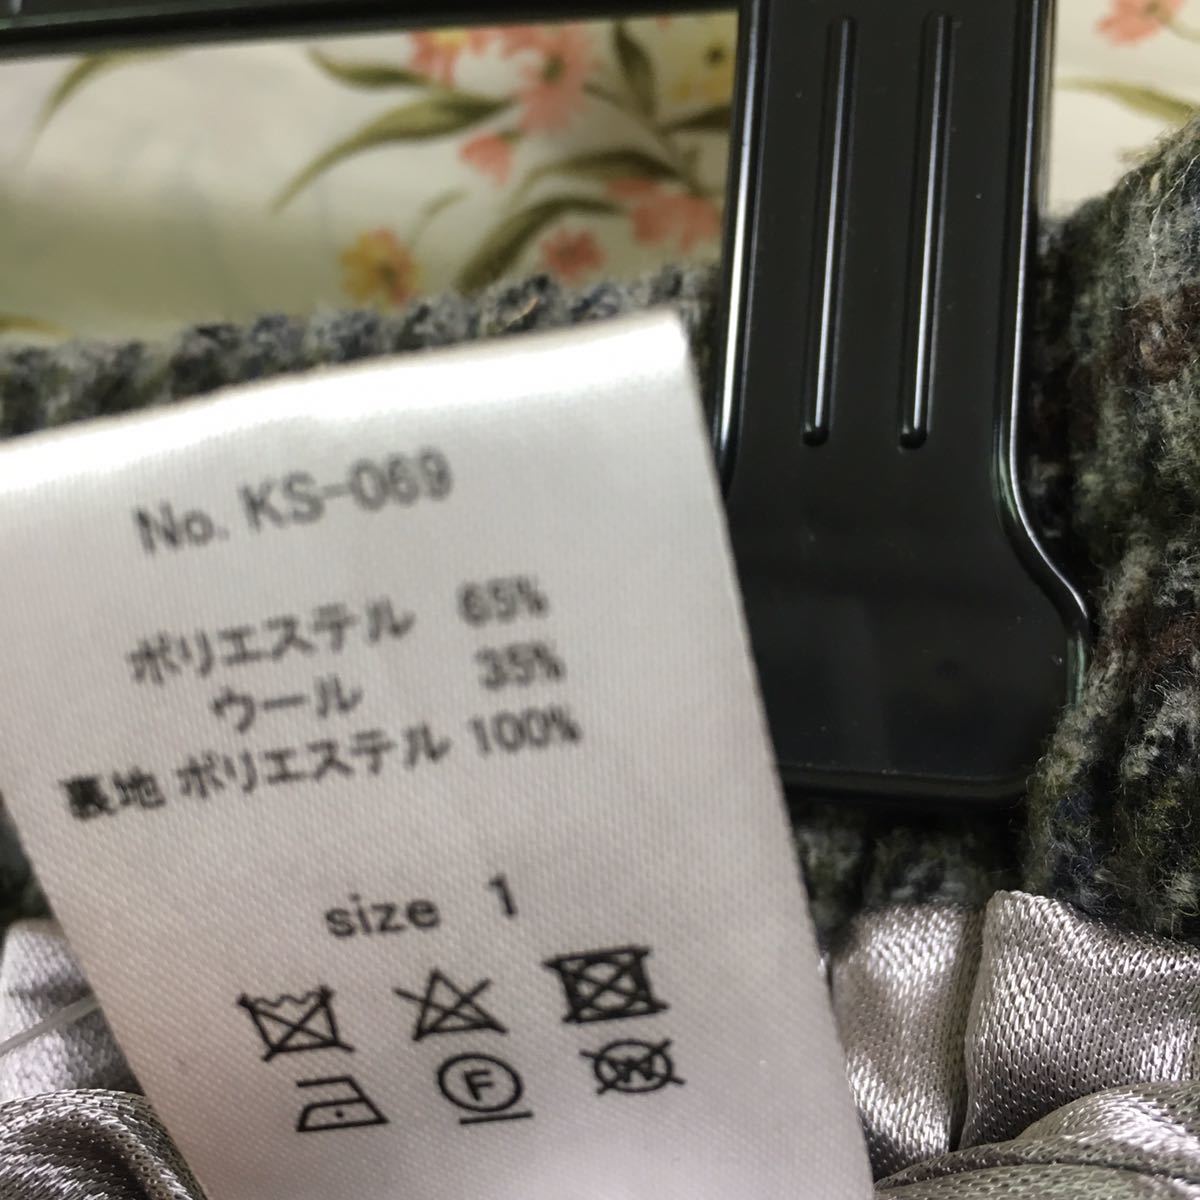 No. KS-069
ポリエステル 65%
ウール 35%
裏地 ポリエステル 100%
size 1
F
W